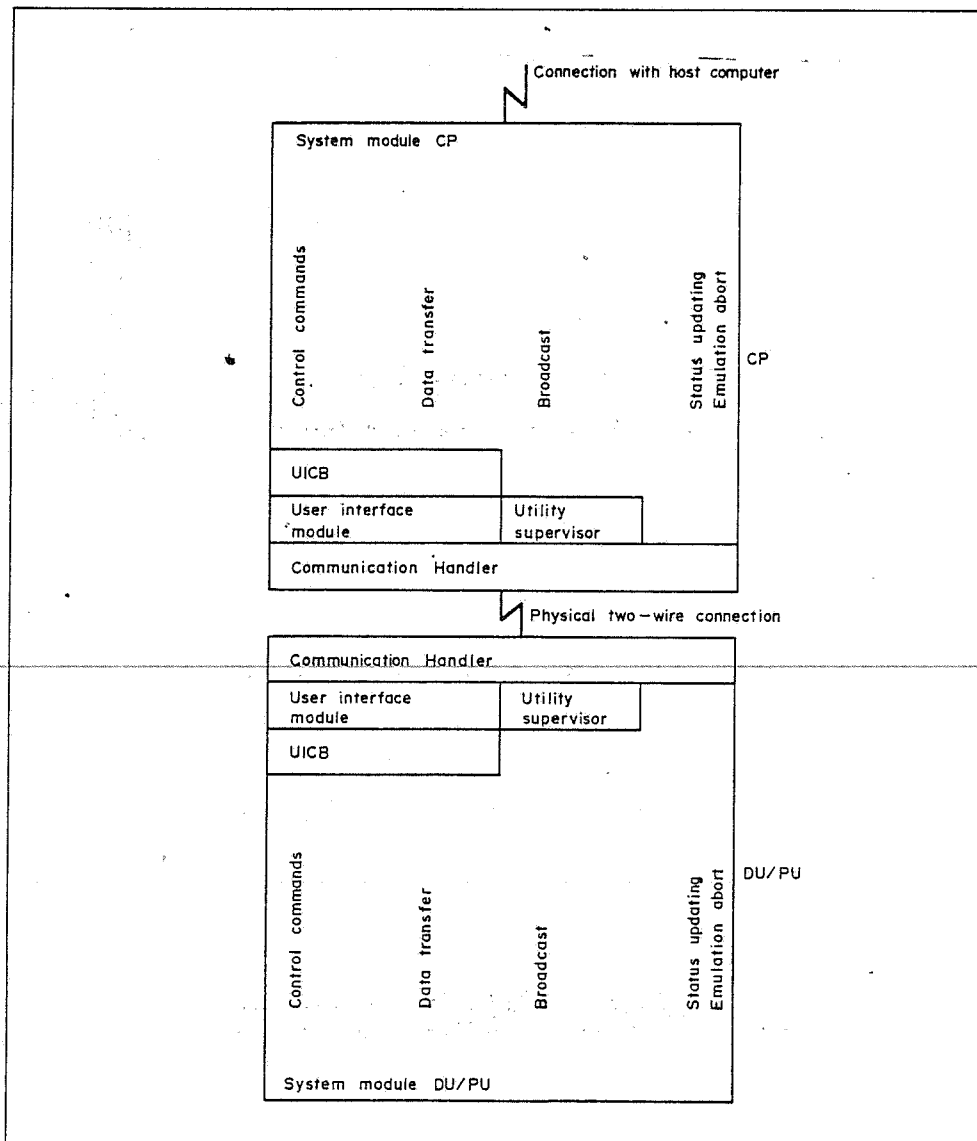 Connection with host computer
System module CP
Control commands
Data transfer
Broadcast
Status updating
Emulation abort
CP
UICB
User interface
module
Utility
supervisor
Communication Handler
Physical two-wire connection
Communication Handler
User interface
module
Utility
supervisor
UICB
Control commands
Data transfer
Broadcast
Status updating
Emulation abort
DU/PU
System module DU/PU